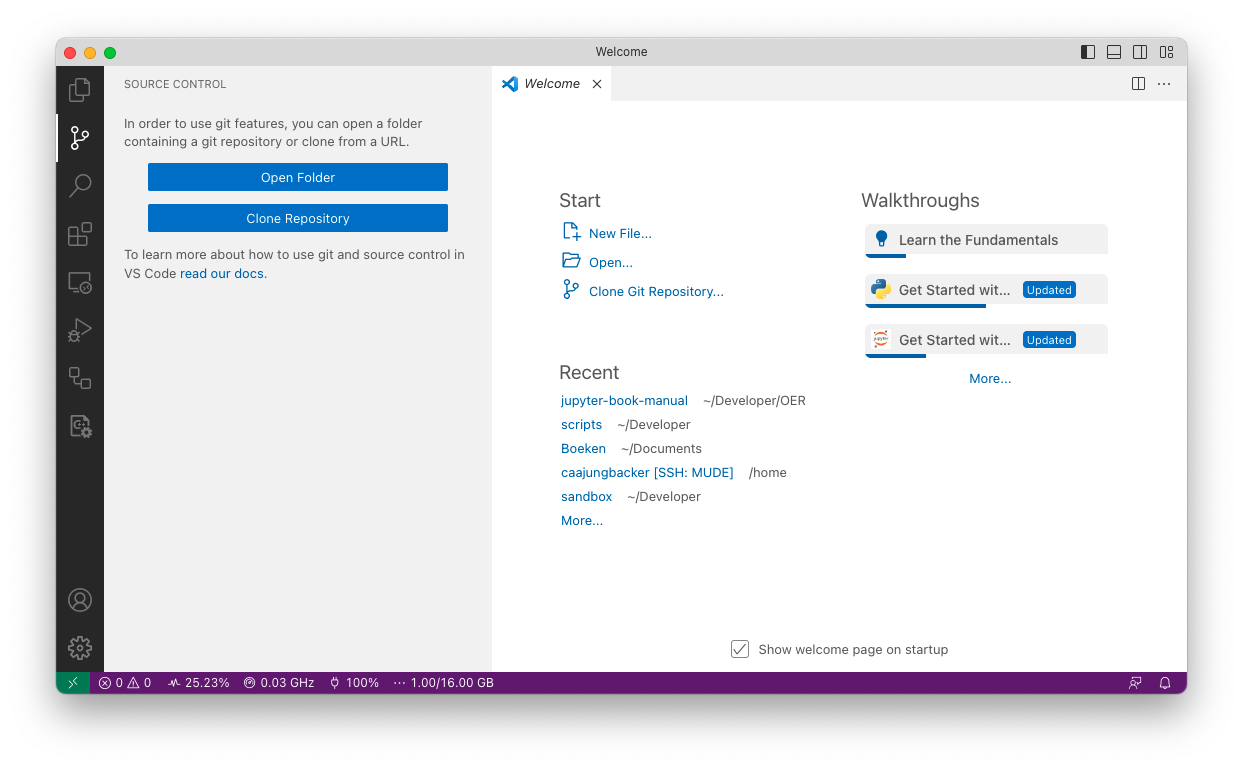 Welcome
SOURCE CONTROL
In order to use git features, you can open a folder
containing a git repository or clone from a URL.
Open Folder
Clone Repository
To learn more about how to use git and source control in
VS Code read our docs.
Welcome
Start
New File...
Open...
Clone Git Repository...
Recent
jupyter-book-manual ~/Developer/OER
scripts ~/Developer
Boeken ~/Documents
caajungbacker [SSH: MUDE] /home
sandbox ~/Developer
More...
Walkthroughs
Learn the Fundamentals
Get Started wit... Updated
jupyter
Get Started wit... Updated
More...
Show welcome page on startup
0 0 25.23% 0.03 GHz 100% 1.00/16.00 GB